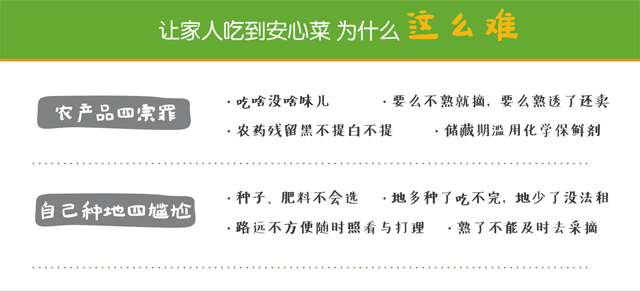 让家人吃到安心菜 为什么 这么难
农产品四宗罪
·吃啥没啥味儿 ·要么不熟就摘，要么熟透了还卖
·农药残留黑不提白不提 ·储藏期滥用化学保鲜剂
自己种地四尴尬
·种子、肥料不会选 ·地多种了吃不完，地少了没法租
·路远不方便随时照看与打理 ·熟了不能及时去采摘